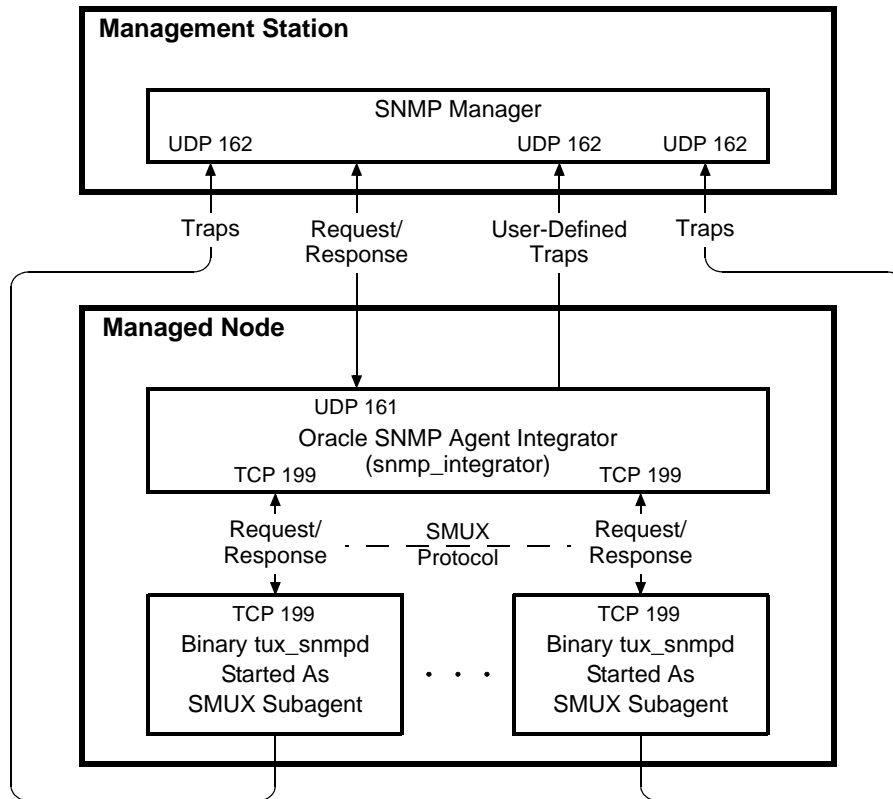 Management Station
SNMP Manager
UDP 162
UDP 162
UDP 162
Traps
Request/
Response
User-Defined
Traps
Traps
Managed Node
UDP 161
Oracle SNMP Agent Integrator
(snmp_integrator)
TCP 199
TCP 199
Request/
Response
SMUX
Protocol
Request/
Response
TCP 199
Binary tux_snmpd
Started As
SMUX Subagent
. . .
TCP 199
Binary tux_snmpd
Started As
SMUX Subagent